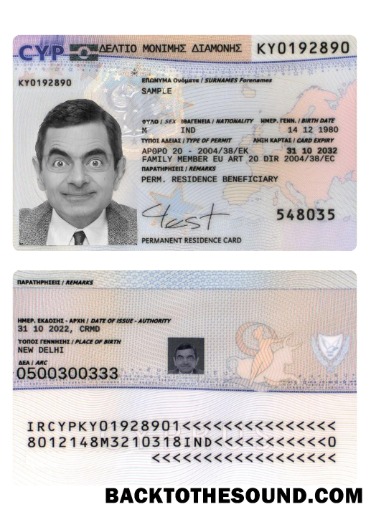 CYP ΔΕΛΤΙΟ ΜΟΝΙΜΗΣ ΔΙΑΜΟΝΗΣ KY0192890
KY0192890
ΕΠΩΝΥΜΑ Ονόματα / SURNAMES Forenames
SAMPLE
ΦΥΛΟ / SEX ΙΘΑΓΕΝΕΙΑ / NATIONALITY ΗΜΕΡ. ΓΕΝΝ. / BIRTH DATE
M IND 14 12 1980
ΤΥΠΟΣ ΑΔΕΙΑΣ / TYPE OF PERMIT ΛΗΞΗ ΚΑΡΤΑΣ / CARD EXPIRY
ΑΡΘΡΟ 20 - 2004/38/ΕΚ 31 10 2032
FAMILY MEMBER EU ART 20 DIR 2004/38/EC
ΠΑΡΑΤΗΡΗΣΕΙΣ / REMARKS
PERM. RESIDENCE BENEFICIARY
test
548035
PERMANENT RESIDENCE CARD
ΠΑΡΑΤΗΡΗΣΕΙΣ / REMARKS
ΗΜΕΡ. ΕΚΔΟΣΗΣ - ΑΡΧΗ / DATE OF ISSUE - AUTHORITY
31 10 2022, CRMD
ΤΟΠΟΣ ΓΕΝΝΗΣΗΣ / PLACE OF BIRTH
NEW DELHI
ΔΕΑ / ARC
0500300333
IRCYPKY01928901<<<<<<<<<<<<<<<
8012148M3210318IND<<<<<<<<<<<0
<<<<<<<<<<<<<<<<<<
BACKTOTHESOUND.COM